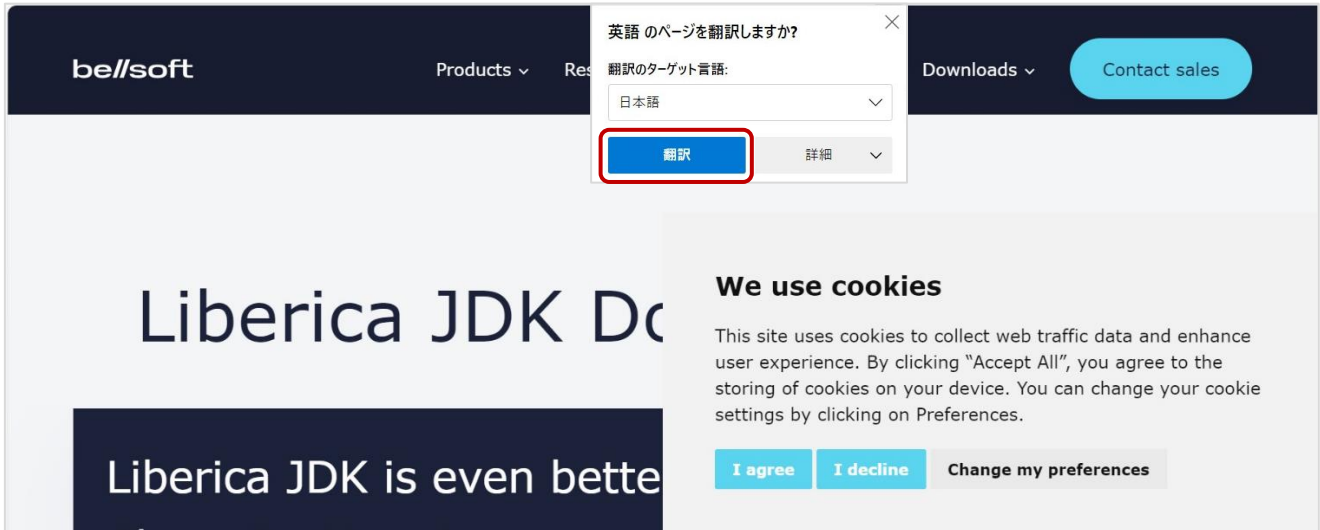 bellsoft
Products
Res
Downloads
Contact sales
英語 のページを翻訳しますか?
翻訳のターゲット言語:
日本語
翻訳
詳細
Liberica JDK Do
We use cookies
This site uses cookies to collect web traffic data and enhance
user experience. By clicking “Accept All”, you agree to the
storing of cookies on your device. You can change your cookie
settings by clicking on Preferences.
I agree
I decline
Change my preferences
Liberica JDK is even bette